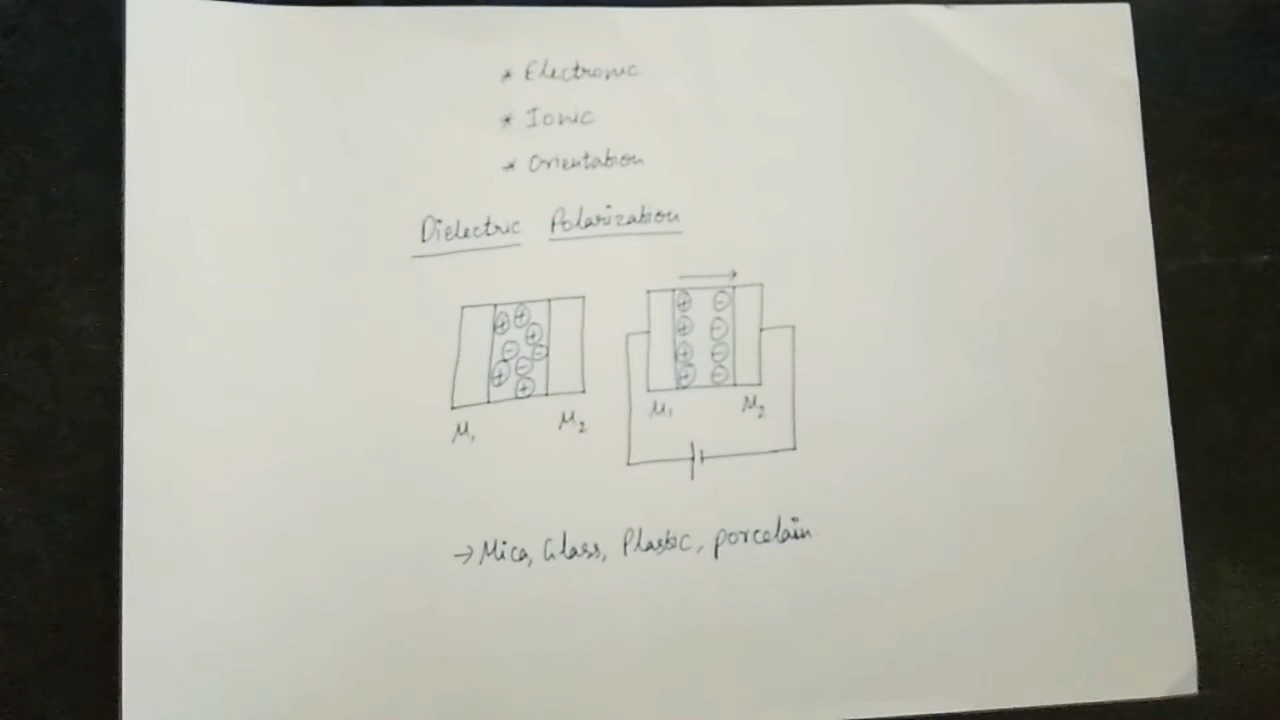 * Electronic
* Ionic
* Orientation
Dielectric Polarization
+ + + - - + - +
+ - + - + - + -
M₁ M₂ M₁ M₂
→ Mica, Glass, Plastic, porcelain